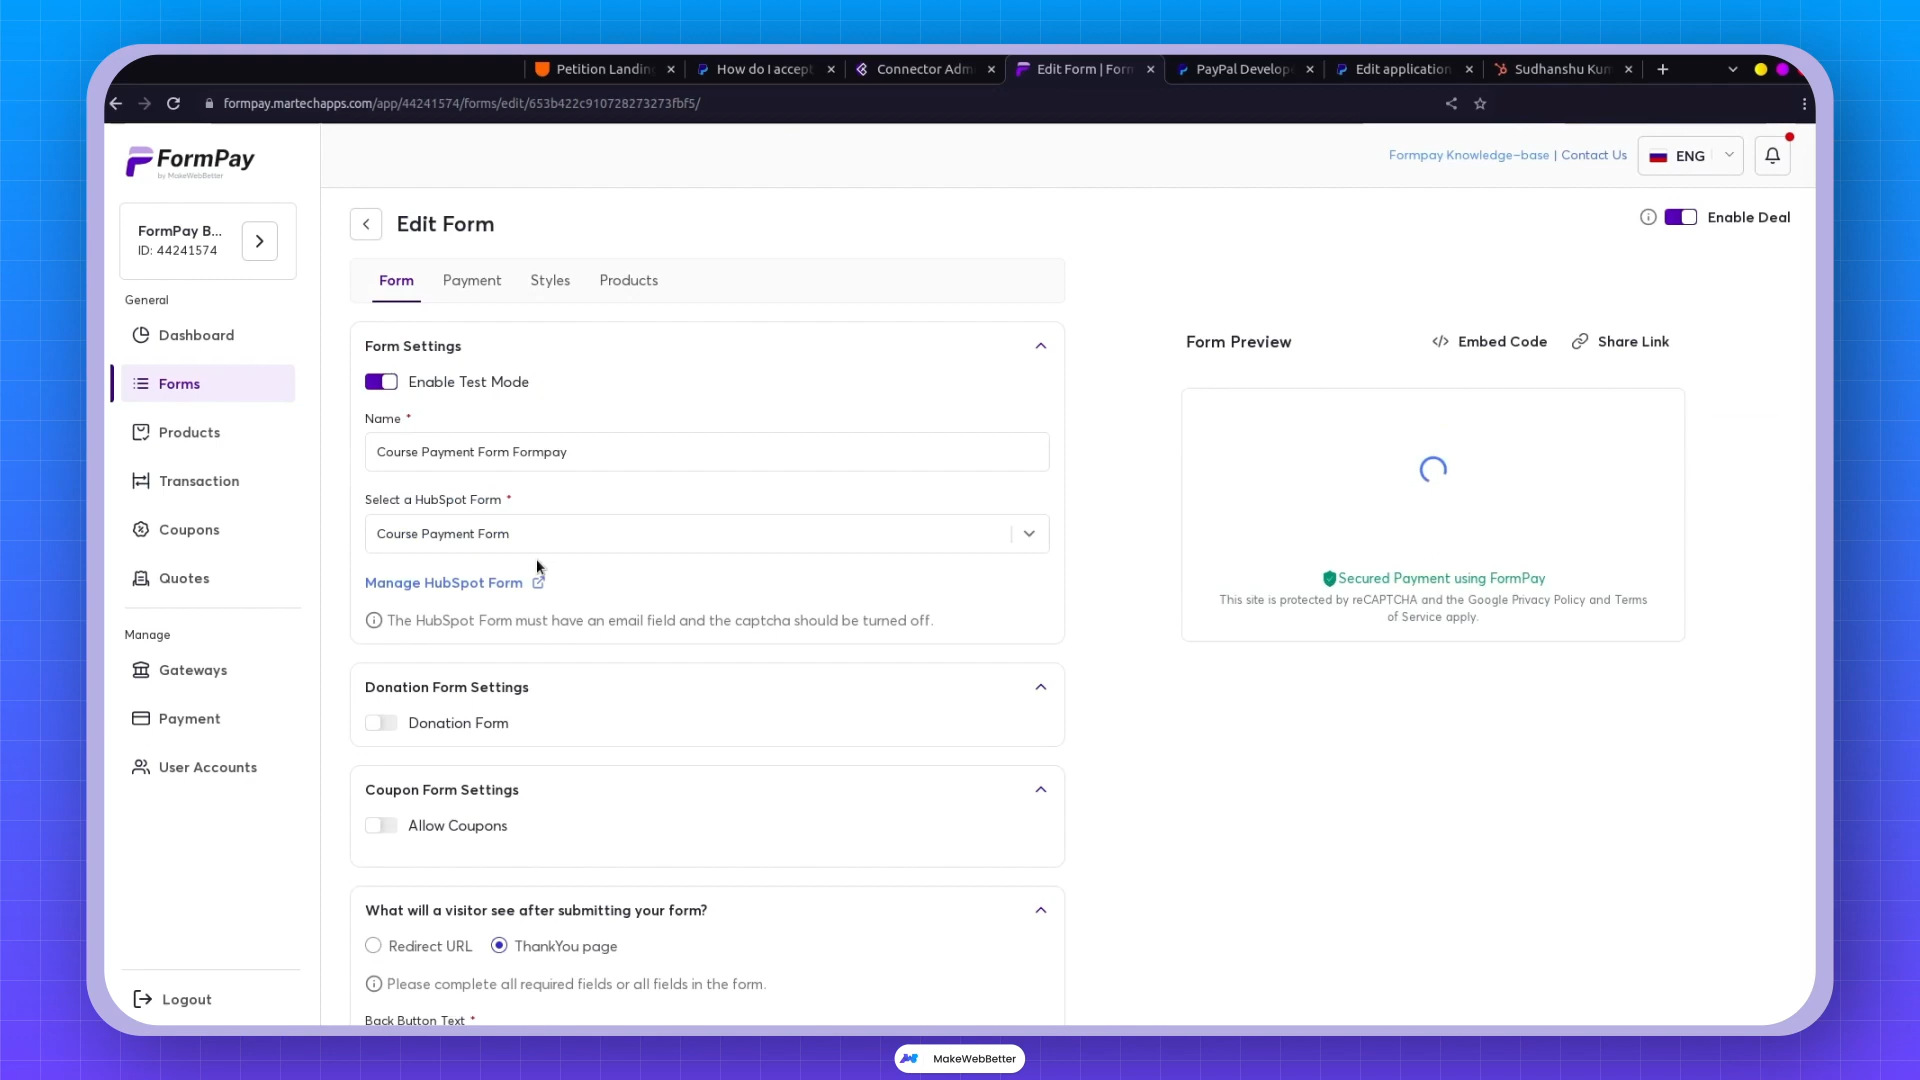 Petition Landin
How do I accept
Connector Adm
Edit Form | Form
PayPal Develop
Edit application
Sudhanshu Kum
formpay.martechapps.com/app/44241574/forms/edit/653b422c910728273273fbf5/
FormPay
by MakeWebBetter
Formpay Knowledge-base | Contact Us
ENG
FormPay B...
ID: 44241574
General
Dashboard
Forms
Products
Transaction
Coupons
Quotes
Manage
Gateways
Payment
User Accounts
Logout
Edit Form
Enable Deal
Form
Payment
Styles
Products
Form Settings
Enable Test Mode
Name *
Course Payment Form Formpay
Select a HubSpot Form *
Course Payment Form
Manage HubSpot Form
The HubSpot Form must have an email field and the captcha should be turned off.
Donation Form Settings
Donation Form
Coupon Form Settings
Allow Coupons
What will a visitor see after submitting your form?
Redirect URL
ThankYou page
Please complete all required fields or all fields in the form.
Back Button Text *
Form Preview
</> Embed Code
Share Link
Secured Payment using FormPay
This site is protected by reCAPTCHA and the Google Privacy Policy and Terms
of Service apply.
MakeWebBetter